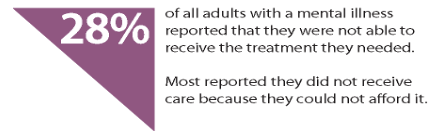 28%
of all adults with a mental illness
reported that they were not able to
receive the treatment they needed.
Most reported they did not receive
care because they could not afford it.